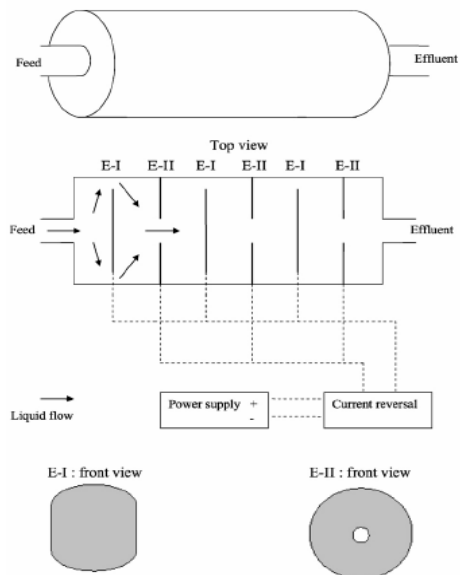 Feed
Effluent
Top view
E-I E-II E-I E-II E-I E-II
Feed
Effluent
Power supply +
-
Current reversal
Liquid flow
E-I : front view
E-II : front view